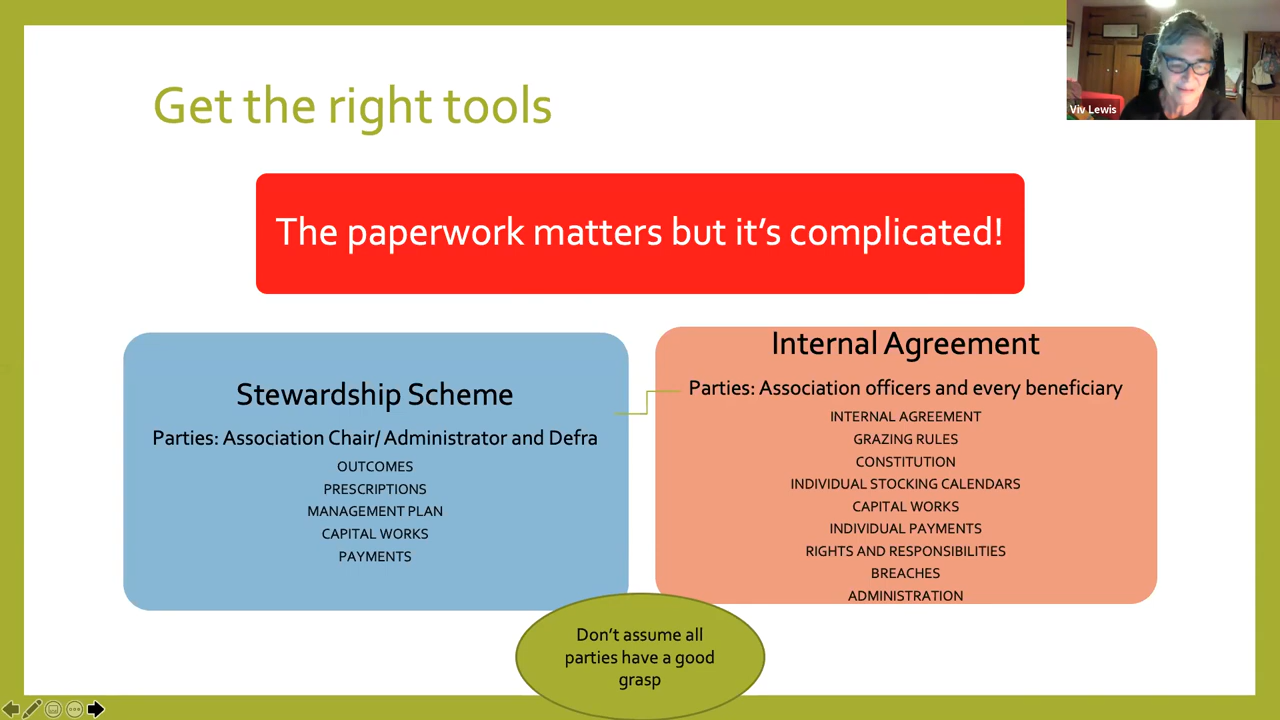 Get the right tools
Viv Lewis
The paperwork matters but it's complicated!
Stewardship Scheme
Parties: Association Chair/ Administrator and Defra
OUTCOMES
PRESCRIPTIONS
MANAGEMENT PLAN
CAPITAL WORKS
PAYMENTS
Internal Agreement
Parties: Association officers and every beneficiary
INTERNAL AGREEMENT
GRAZING RULES
CONSTITUTION
INDIVIDUAL STOCKING CALENDARS
CAPITAL WORKS
INDIVIDUAL PAYMENTS
RIGHTS AND RESPONSIBILITIES
BREACHES
ADMINISTRATION
Don't assume all
parties have a good
grasp